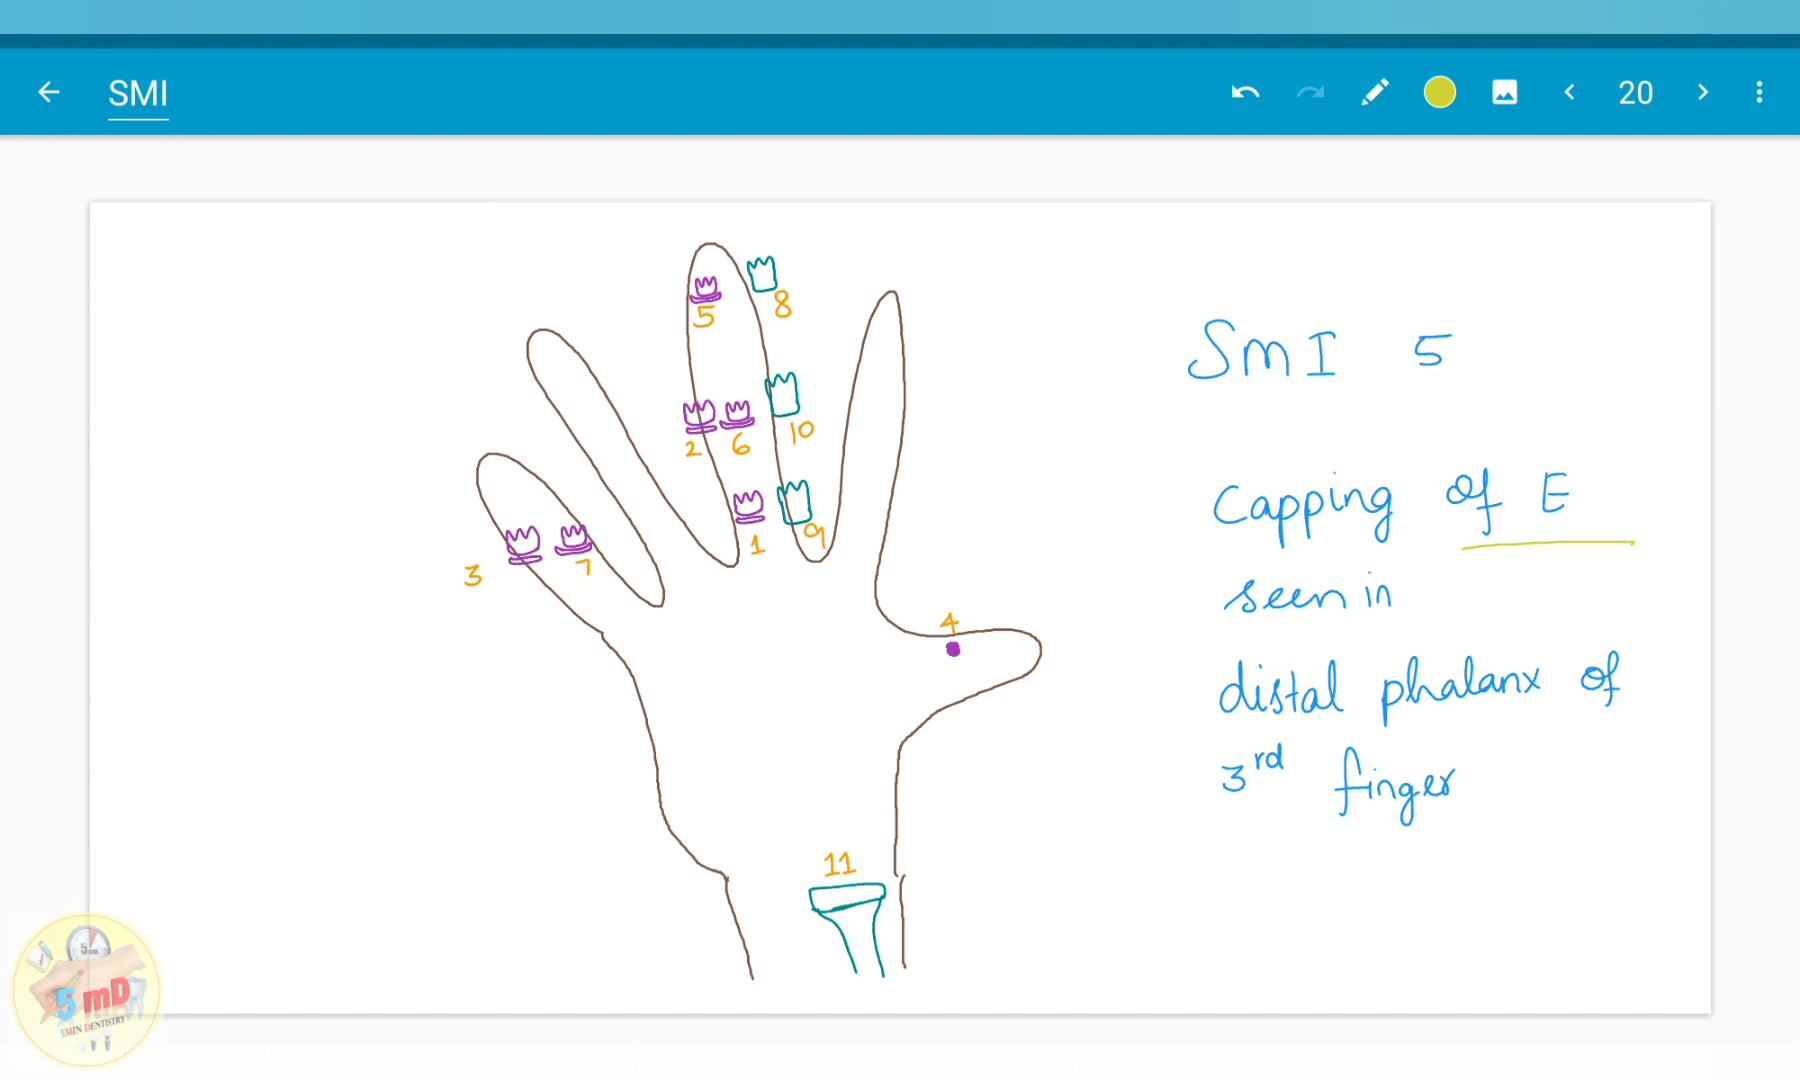 SMI
20
5
8
2
6
10
1
9
3
7
4
11
SMI 5
Capping of E
seen in
distal phalanx of
3rd finger
5 mD
5MIN DENTISTRY